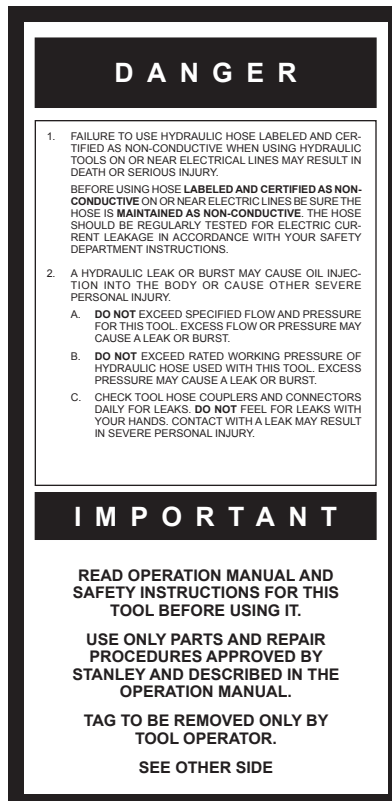 DANGER
1. FAILURE TO USE HYDRAULIC HOSE LABELED AND CER-
TIFIED AS NON-CONDUCTIVE WHEN USING HYDRAULIC
TOOLS ON OR NEAR ELECTRICAL LINES MAY RESULT IN
DEATH OR SERIOUS INJURY.
BEFORE USING HOSE LABELED AND CERTIFIED AS NON-
CONDUCTIVE ON OR NEAR ELECTRIC LINES BE SURE THE
HOSE IS MAINTAINED AS NON-CONDUCTIVE. THE HOSE
SHOULD BE REGULARLY TESTED FOR ELECTRIC CUR-
RENT LEAKAGE IN ACCORDANCE WITH YOUR SAFETY
DEPARTMENT INSTRUCTIONS.
2. A HYDRAULIC LEAK OR BURST MAY CAUSE OIL INJEC-
TION INTO THE BODY OR CAUSE OTHER SEVERE
PERSONAL INJURY.
A. DO NOT EXCEED SPECIFIED FLOW AND PRESSURE
FOR THIS TOOL. EXCESS FLOW OR PRESSURE MAY
CAUSE A LEAK OR BURST.
B. DO NOT EXCEED RATED WORKING PRESSURE OF
HYDRAULIC HOSE USED WITH THIS TOOL. EXCESS
PRESSURE MAY CAUSE A LEAK OR BURST.
C. CHECK TOOL HOSE COUPLERS AND CONNECTORS
DAILY FOR LEAKS. DO NOT FEEL FOR LEAKS WITH
YOUR HANDS. CONTACT WITH A LEAK MAY RESULT
IN SEVERE PERSONAL INJURY.
IMPORTANT
READ OPERATION MANUAL AND
SAFETY INSTRUCTIONS FOR THIS
TOOL BEFORE USING IT.
USE ONLY PARTS AND REPAIR
PROCEDURES APPROVED BY
STANLEY AND DESCRIBED IN THE
OPERATION MANUAL.
TAG TO BE REMOVED ONLY BY
TOOL OPERATOR.
SEE OTHER SIDE